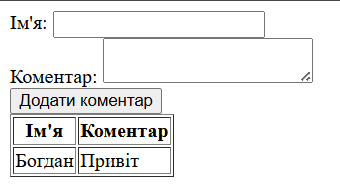 Ім'я:
Коментар:
Додати коментар
Ім'я Коментар
Богдан Привіт